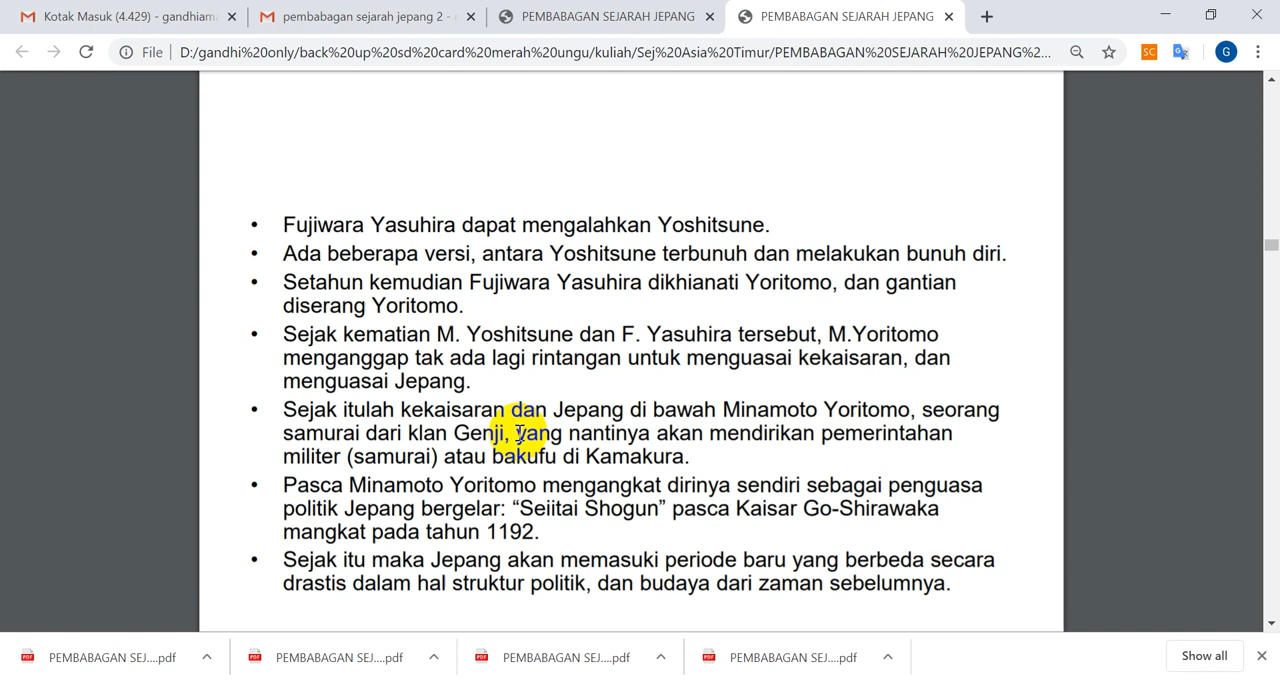 Kotak Masuk (4.429) - gandhiam
pembabagan sejarah jepang 2 -
PEMBABAGAN SEJARAH JEPANG
PEMBABAGAN SEJARAH JEPANG
File
D:/gandhi%20only/back%20up%20sd%20card%20merah%20ungu/kuliah/Sej%20Asia%20Timur/PEMBABAGAN%20SEJARAH%20JEPANG%2...
SC
G
• Fujiwara Yasuhira dapat mengalahkan Yoshitsune.
• Ada beberapa versi, antara Yoshitsune terbunuh dan melakukan bunuh diri.
• Setahun kemudian Fujiwara Yasuhira dikhianati Yoritomo, dan gantian
diserang Yoritomo.
• Sejak kematian M. Yoshitsune dan F. Yasuhira tersebut, M.Yoritomo
menganggap tak ada lagi rintangan untuk menguasai kekaisaran, dan
menguasai Jepang.
• Sejak itulah kekaisaran dan Jepang di bawah Minamoto Yoritomo, seorang
samurai dari klan Genji, yang nantinya akan mendirikan pemerintahan
militer (samurai) atau bakufu di Kamakura.
• Pasca Minamoto Yoritomo mengangkat dirinya sendiri sebagai penguasa
politik Jepang bergelar: “Seiitai Shogun” pasca Kaisar Go-Shirawaka
mangkat pada tahun 1192.
• Sejak itu maka Jepang akan memasuki periode baru yang berbeda secara
drastis dalam hal struktur politik, dan budaya dari zaman sebelumnya.
PEMBABAGAN SEJ....pdf
PEMBABAGAN SEJ....pdf
PEMBABAGAN SEJ....pdf
PEMBABAGAN SEJ....pdf
Show all